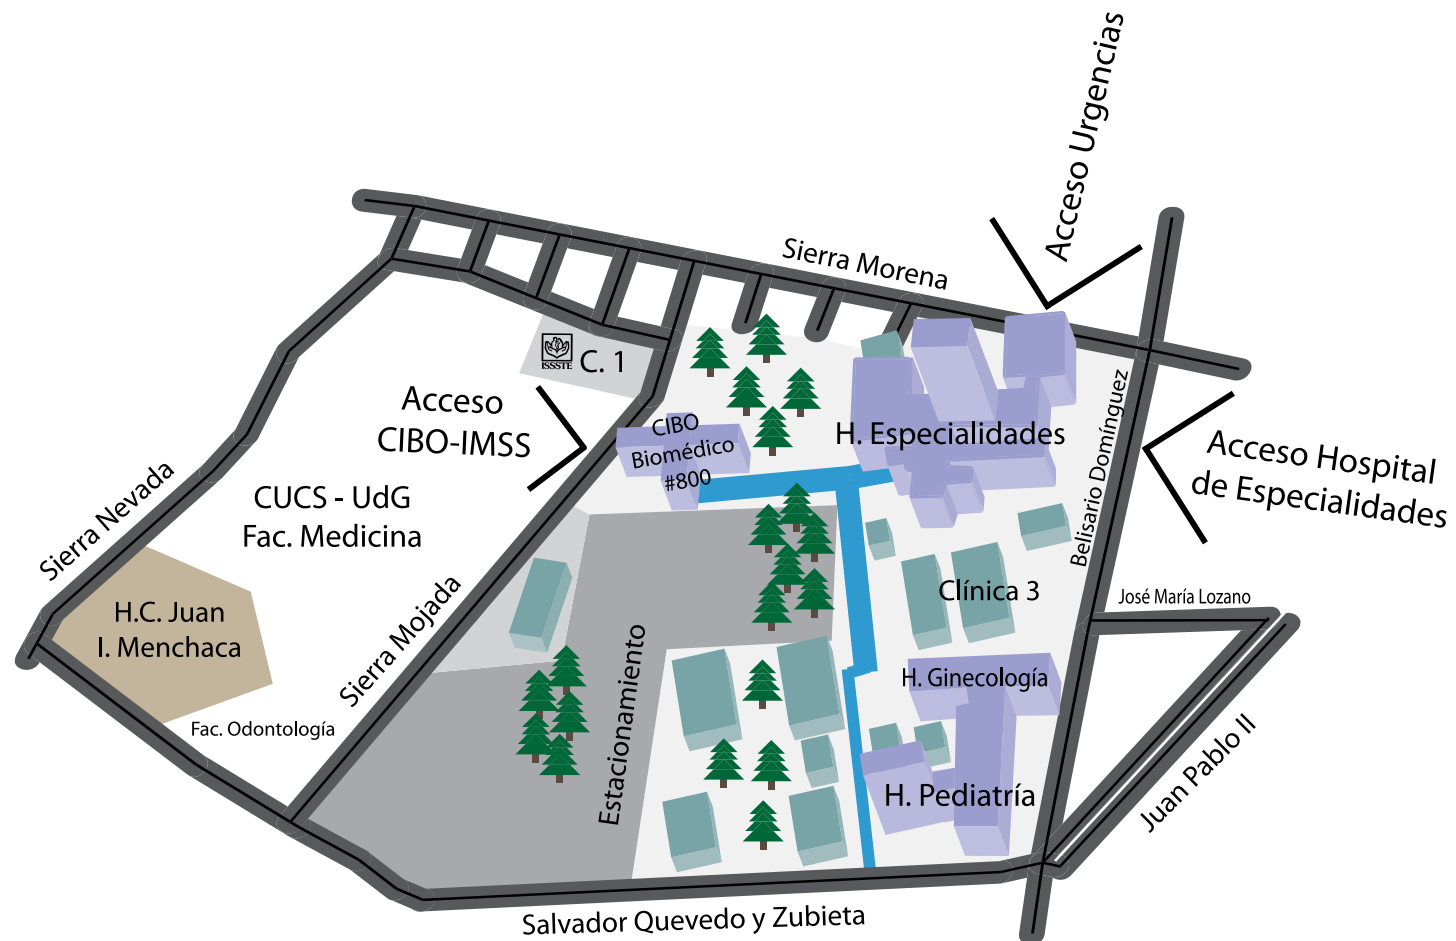 Acceso Urgencias
Sierra Morena
ISSSTE
C. 1
Acceso
CIBO-IMSS
CIBO
Biomédico
#800
H. Especialidades
Belisario Domínguez
Acceso Hospital
de Especialidades
Sierra Nevada
CUCS - UdG
Fac. Medicina
H.C. Juan
I. Menchaca
Sierra Mojada
Fac. Odontología
Estacionamiento
Clínica 3
José María Lozano
H. Ginecología
H. Pediatría
Juan Pablo II
Salvador Quevedo y Zubieta